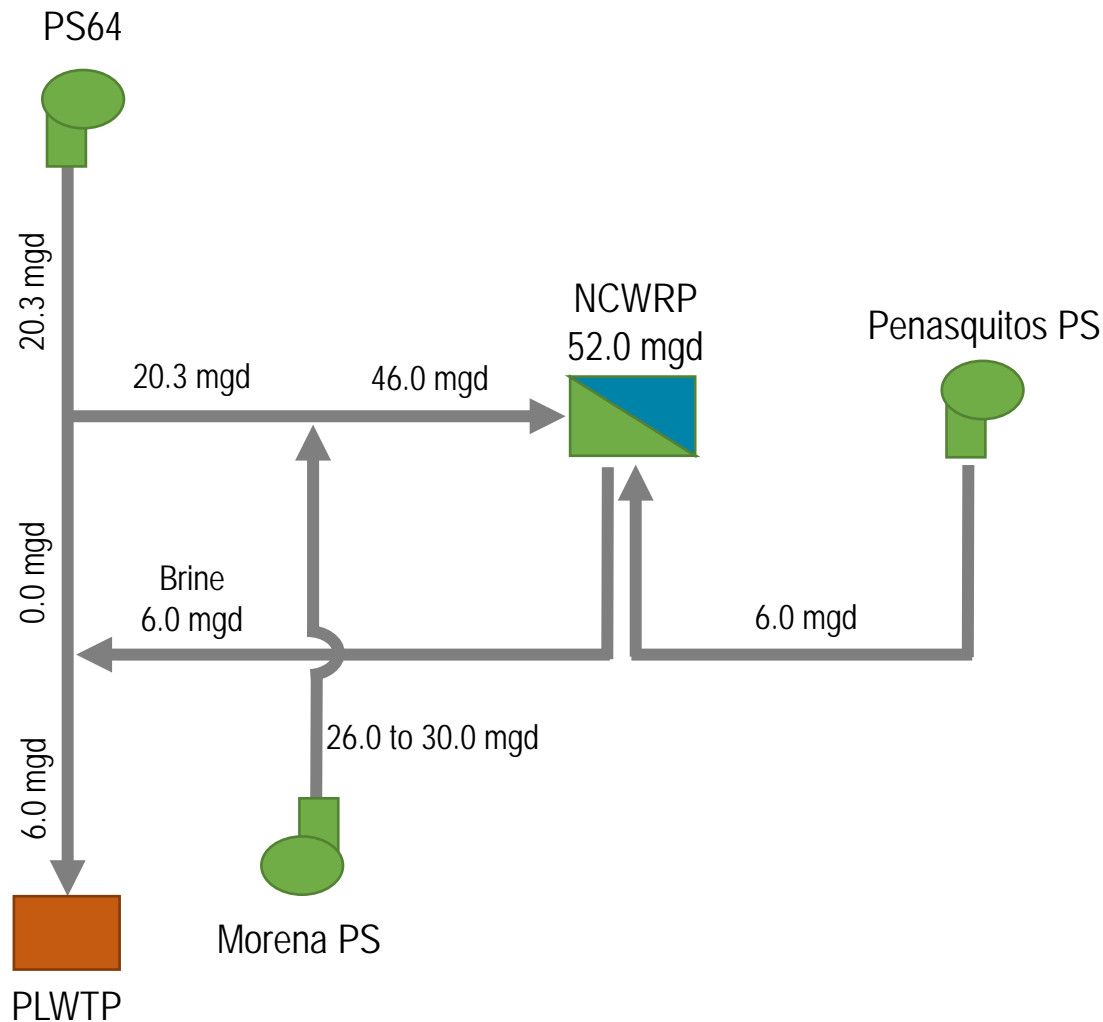 PS64
20.3 mgd
NCWRP
52.0 mgd
Penasquitos PS
20.3 mgd
46.0 mgd
0.0 mgd
Brine
6.0 mgd
6.0 mgd
26.0 to 30.0 mgd
6.0 mgd
Morena PS
PLWTP